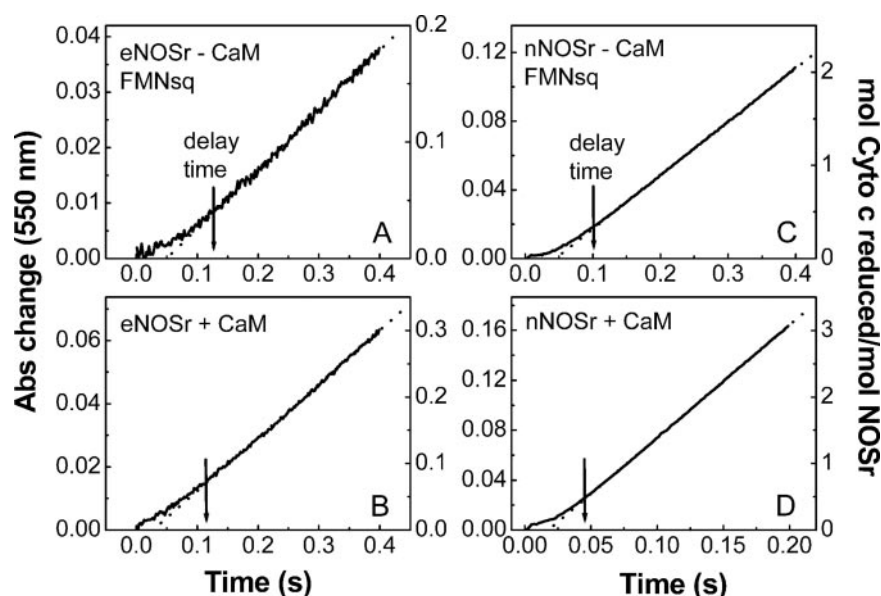 Abs change (550 nm)
mol Cyto c reduced/mol NOSr
eNOSr - CaM
FMNsq
delay
time
A
0.04
0.03
0.02
0.01
0.00
0.2
0.1
0.0
0.0 0.1 0.2 0.3 0.4
nNOSr - CaM
FMNsq
delay
time
C
0.12
0.08
0.04
0.00
2
1
0
0.0 0.1 0.2 0.3 0.4
eNOSr + CaM
B
0.06
0.04
0.02
0.00
0.3
0.2
0.1
0.0
0.0 0.1 0.2 0.3 0.4
Time (s)
nNOSr + CaM
D
0.16
0.12
0.08
0.04
0.00
3
2
1
0
0.00 0.05 0.10 0.15 0.20
Time (s)